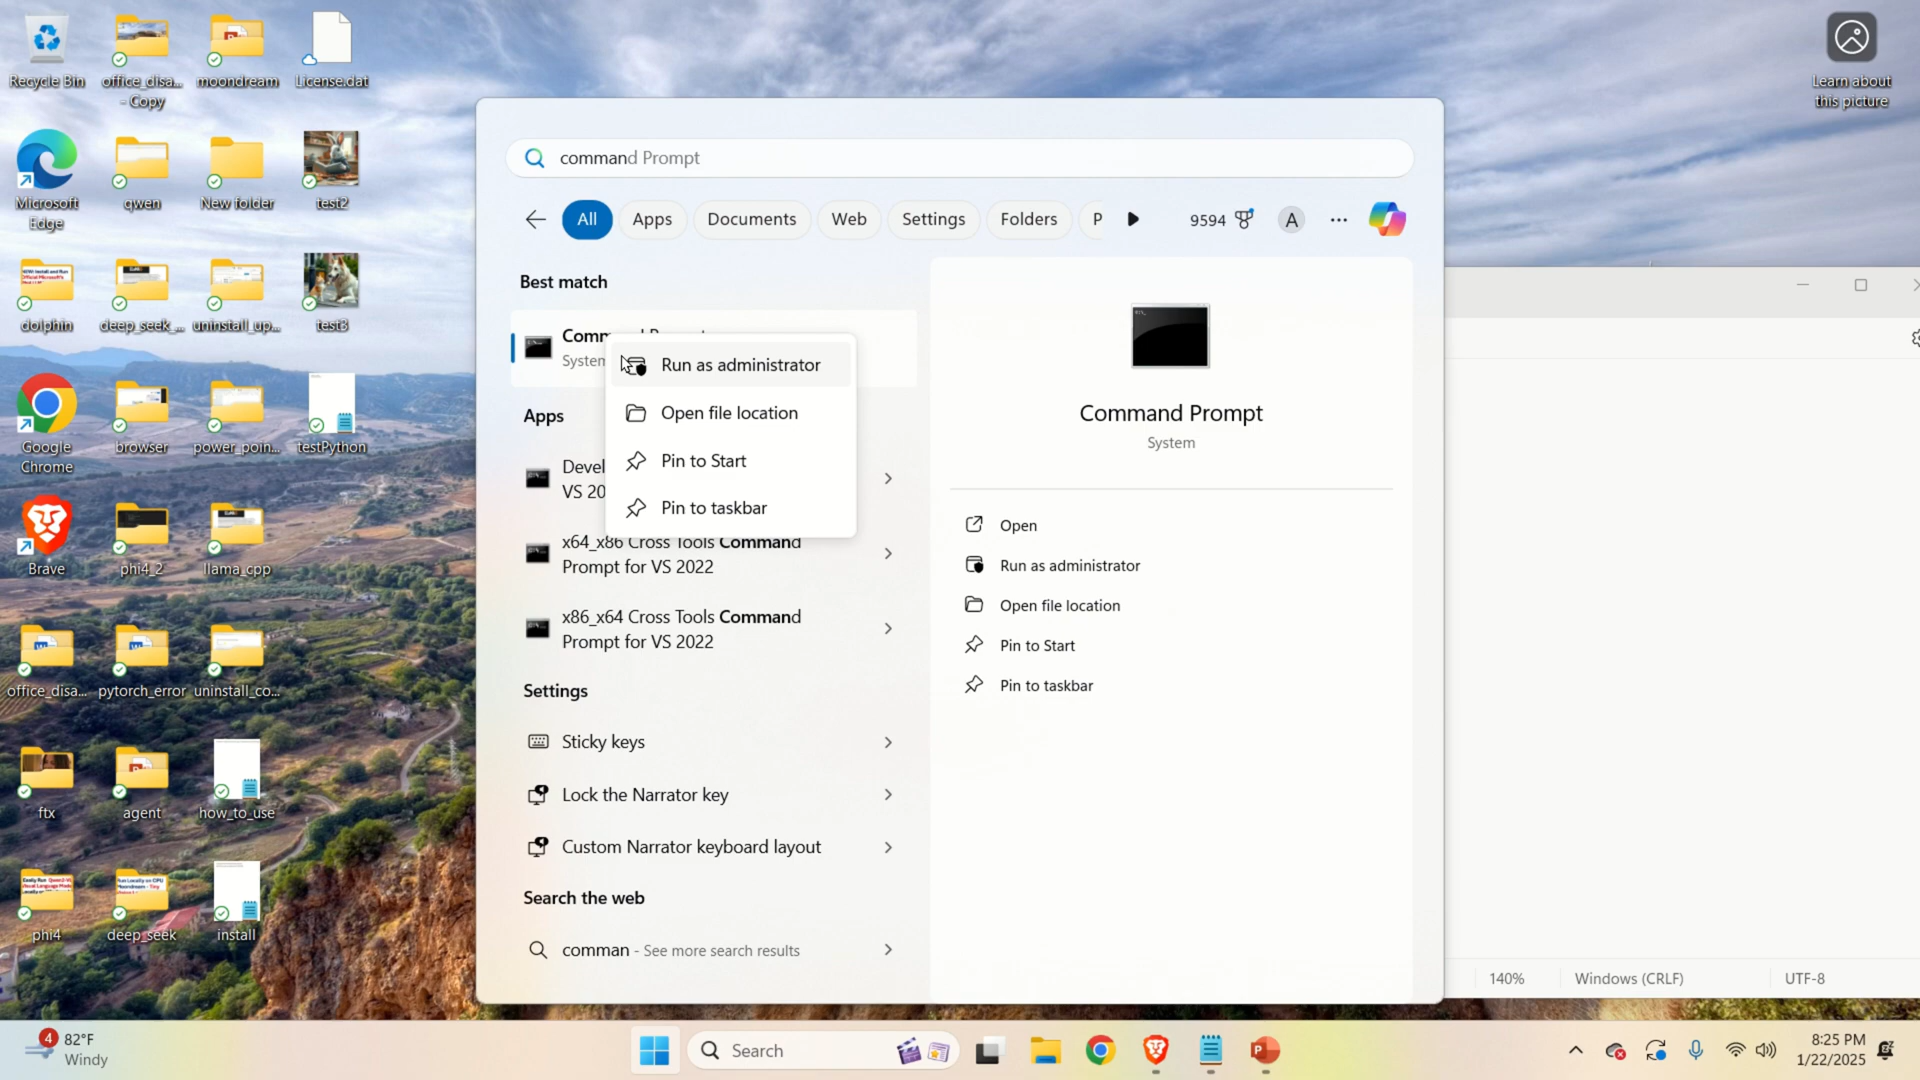 Recycle Bin
office_disa...
- Copy
moondream
License.dat
Learn about
this picture
Microsoft
Edge
qwen
New folder
test2
dolphin
deep_seek_...
uninstall_up...
test3
Google
Chrome
browser
power_poin...
testPython
Brave
phi4_2
llama_cpp
office_disa...
pytorch_error
uninstall_co...
ftx
agent
how_to_use
phi4
deep_seek
install
command Prompt
All
Apps
Documents
Web
Settings
Folders
P
9594
A
Best match
System
Run as administrator
Open file location
Pin to Start
Pin to taskbar
Apps
VS 20
x64_x86 Cross Tools Command
Prompt for VS 2022
x86_x64 Cross Tools Command
Prompt for VS 2022
Settings
Sticky keys
Lock the Narrator key
Custom Narrator keyboard layout
Search the web
comman - See more search results
Command Prompt
System
Open
Run as administrator
Open file location
Pin to Start
Pin to taskbar
140%
Windows (CRLF)
UTF-8
4
82°F
Windy
Search
8:25 PM
1/22/2025